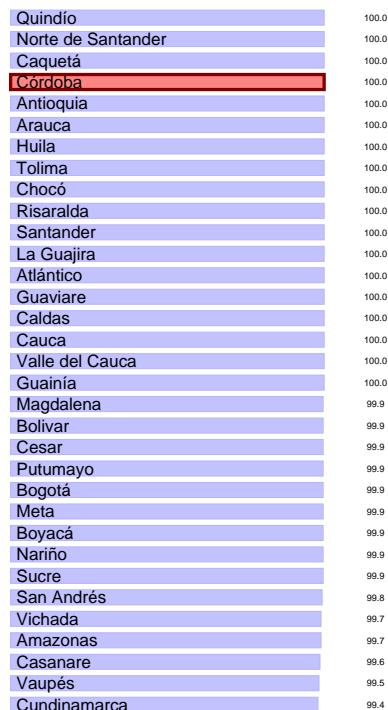 Quindío 100.0
Norte de Santander 100.0
Caquetá 100.0
Córdoba 100.0
Antioquia 100.0
Arauca 100.0
Huila 100.0
Tolima 100.0
Chocó 100.0
Risaralda 100.0
Santander 100.0
La Guajira 100.0
Atlántico 100.0
Guaviare 100.0
Caldas 100.0
Cauca 100.0
Valle del Cauca 100.0
Guainía 100.0
Magdalena 99.9
Bolivar 99.9
Cesar 99.9
Putumayo 99.9
Bogotá 99.9
Meta 99.9
Boyacá 99.9
Nariño 99.9
Sucre 99.9
San Andrés 99.8
Vichada 99.7
Amazonas 99.7
Casanare 99.6
Vaupés 99.5
Cundinamarca 99.4